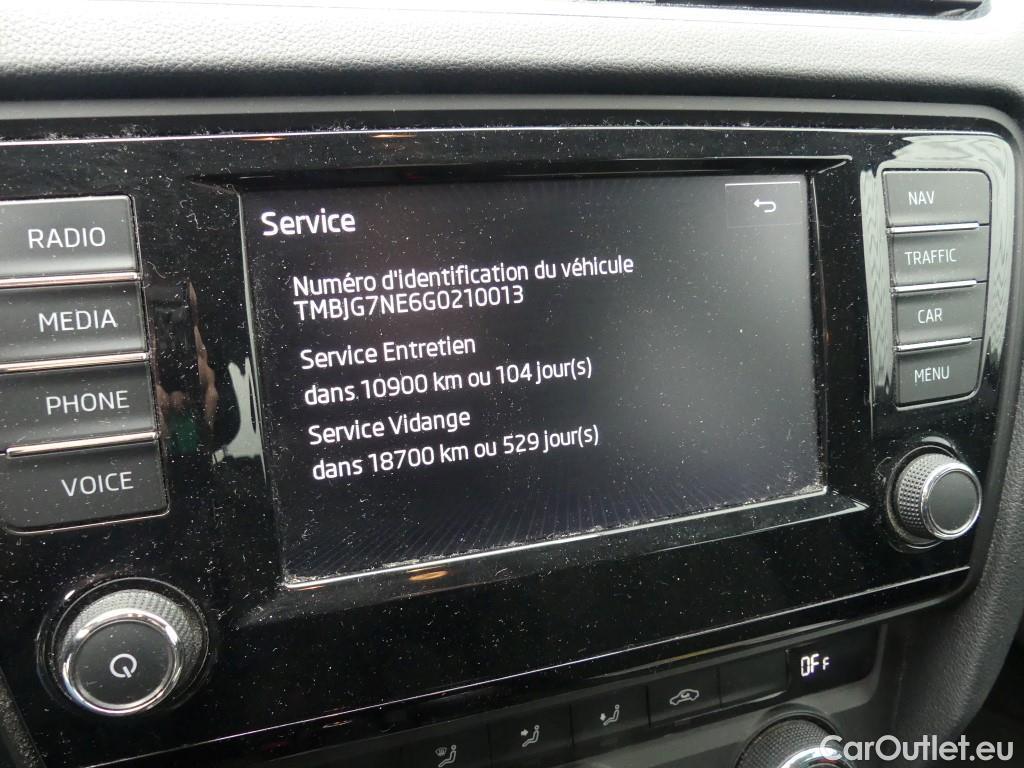 Service
Numéro d'identification du véhicule
TMBJG7NE6G0210013
Service Entretien
dans 10900 km ou 104 jour(s)
Service Vidange
dans 18700 km ou 529 jour(s)
RADIO
MEDIA
PHONE
VOICE
NAV
TRAFFIC
CAR
MENU
OFF
CarOutlet.eu